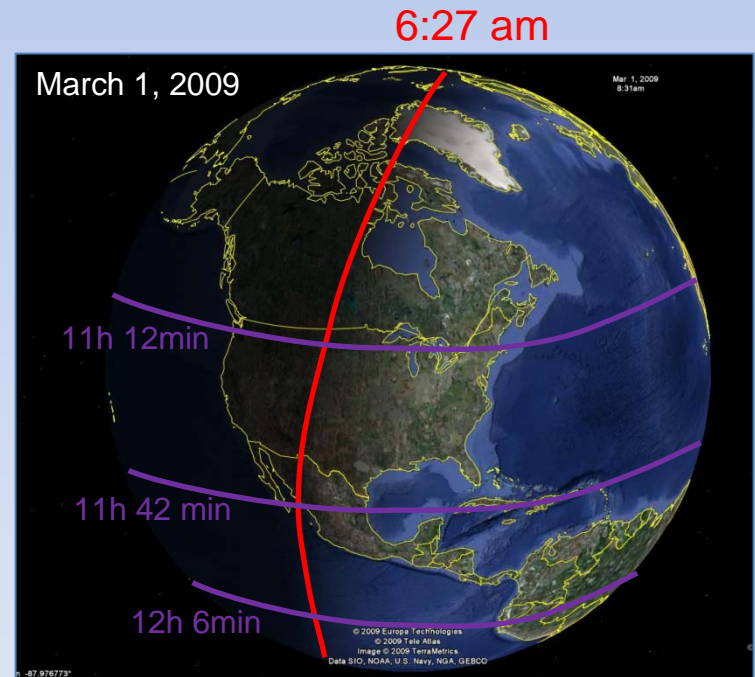 6:27 am
March 1, 2009
Mar 1, 2009
8:31am
11h 12min
11h 42 min
12h 6min
© 2009 Europa Technologies
© 2009 Tele Atlas
Image © 2009 TerraMetrics
Data SIO, NOAA, U.S. Navy, NGA, GEBCO
-87.976773°